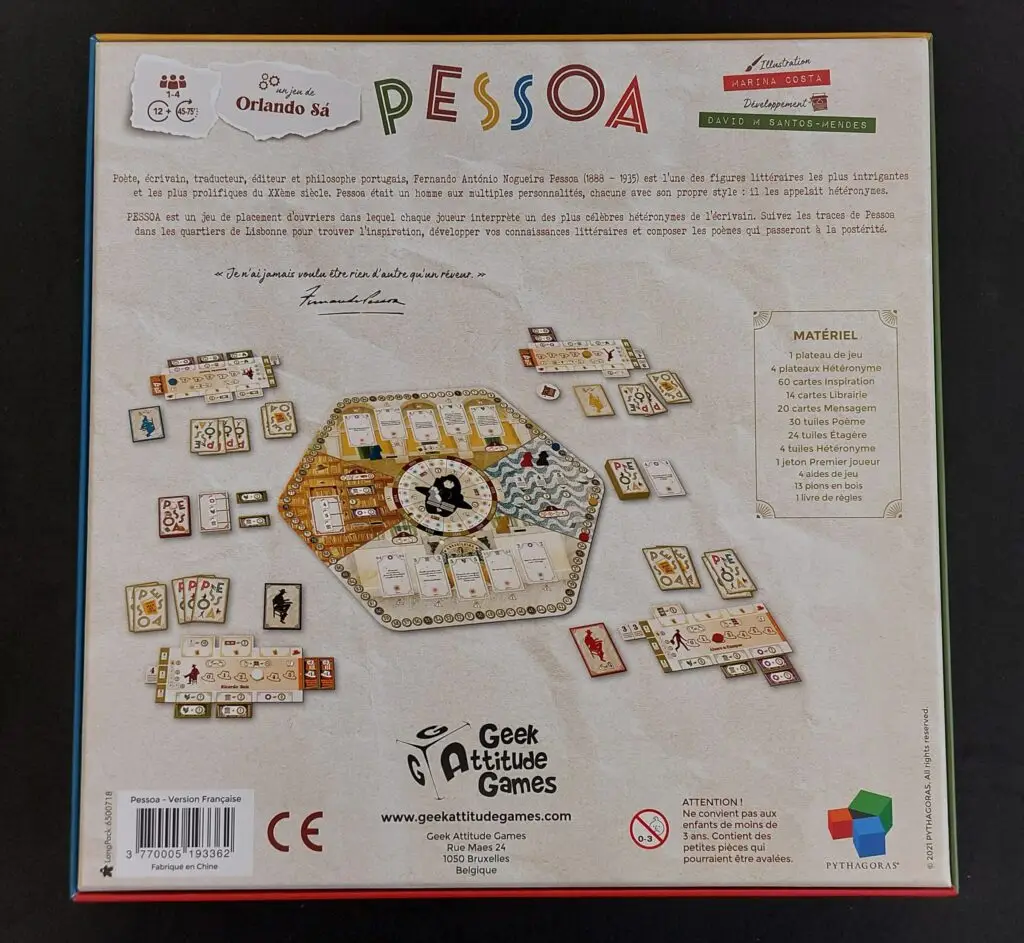 1-4
12 +
45-75'
un jeu de
Orlando Sá
PESSOA
Illustration
MARINA COSTA
Développement
DAVID M SANTOS-MENDES
Poète, écrivain, traducteur, éditeur et philosophe portugais, Fernando António Nogueira Pessoa (1888 - 1935) est l'une des figures littéraires les plus intrigantes
et les plus prolifiques du XXème siècle. Pessoa était un homme aux multiples personnalités, chacune avec son propre style : il les appelait hétéronymes.
PESSOA est un jeu de placement d'ouvriers dans lequel chaque joueur interprète un des plus célèbres hétéronymes de l'écrivain. Suivez les traces de Pessoa
dans les quartiers de Lisbonne pour trouver l'inspiration, développer vos connaissances littéraires et composer les poèmes qui passeront à la postérité.
« Je n'ai jamais voulu être rien d'autre qu'un rêveur. »
Fernando Pessoa
MATÉRIEL
1 plateau de jeu
4 plateaux Hétéronyme
60 cartes Inspiration
14 cartes Librairie
20 cartes Mensagem
30 tuiles Poème
24 tuiles Étagère
4 tuiles Hétéronyme
1 jeton Premier joueur
4 aides de jeu
13 pions en bois
1 livre de règles
Ricardo Reis
Geek
Attitude
Games
www.geekattitudegames.com
Geek Attitude Games
Rue Maes 24
1050 Bruxelles
Belgique
LongPack 6500718
Pessoa - Version Française
3 770005 193362
Fabriqué en Chine
CE
0-3
ATTENTION !
Ne convient pas aux
enfants de moins de
3 ans. Contient des
petites pièces qui
pourraient être avalées.
PYTHAGORAS
© 2021 PYTHAGORAS. All rights reserved.